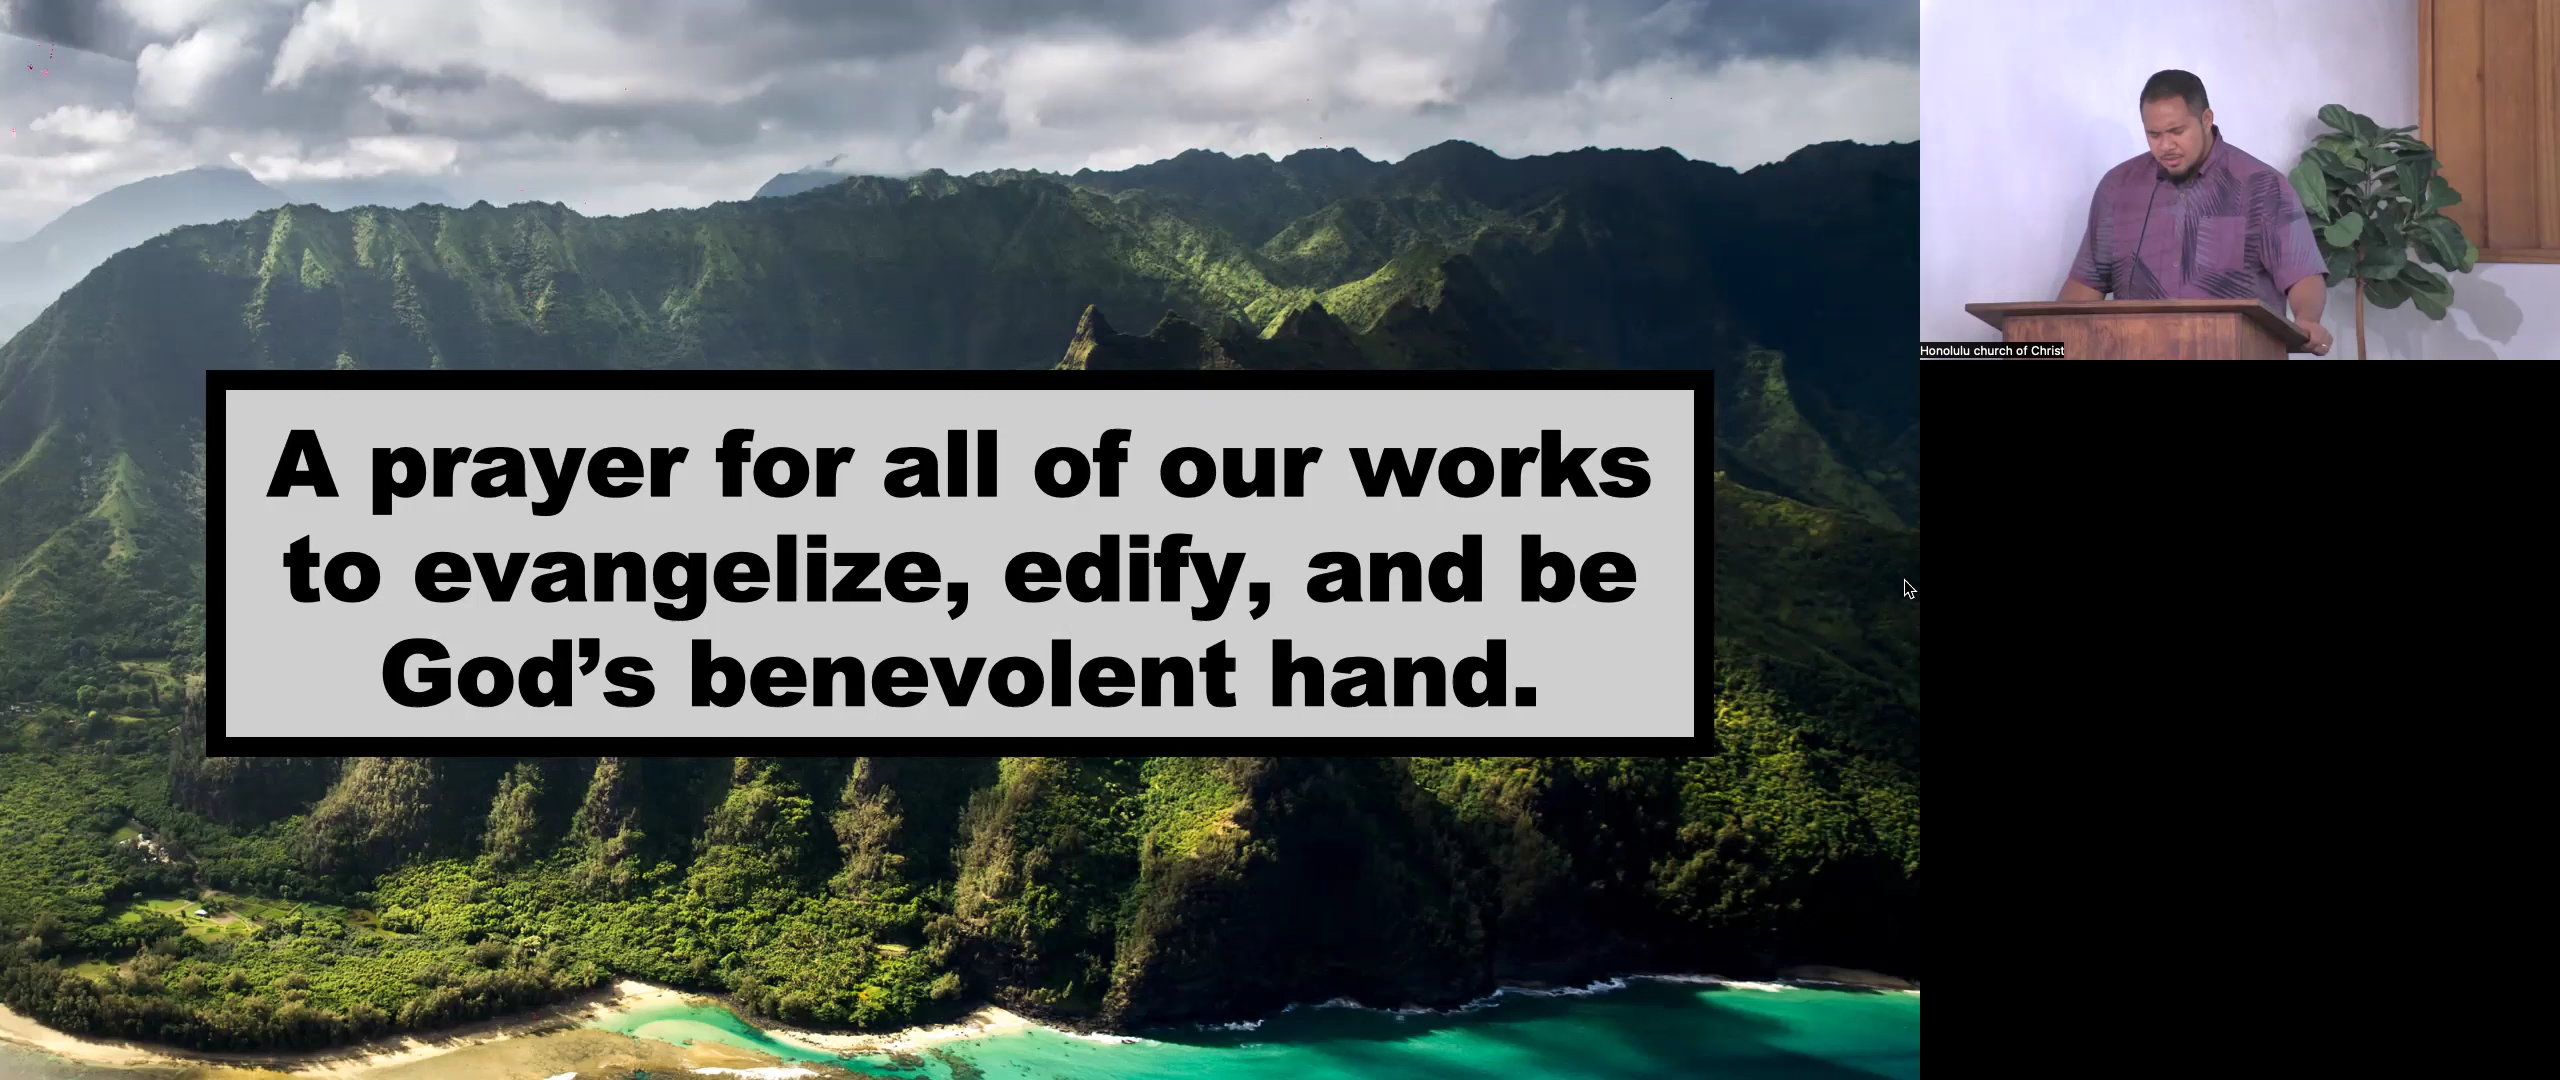 A prayer for all of our works
to evangelize, edify, and be
God’s benevolent hand.
Honolulu church of Christ